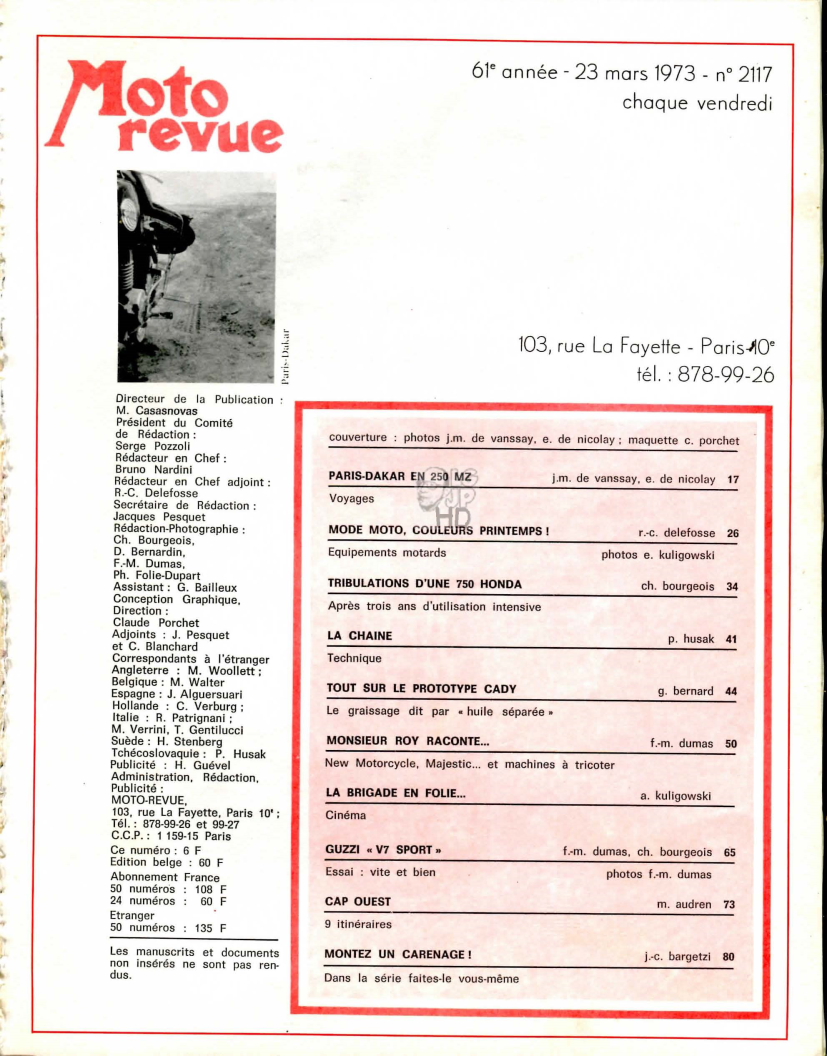 Moto
revue
61e année - 23 mars 1973 - n° 2117
chaque vendredi
Paris-Dakar
103, rue La Fayette - Paris-10e
tél. : 878-99-26
Directeur de la Publication :
M. Casasnovas
Président du Comité
de Rédaction :
Serge Pozzoli
Rédacteur en Chef :
Bruno Nardini
Rédacteur en Chef adjoint :
R.-C. Delefosse
Secrétaire de Rédaction :
Jacques Pesquet
Rédaction-Photographie :
Ch. Bourgeois,
D. Bernardin,
F.-M. Dumas,
Ph. Folie-Dupart
Assistant : G. Bailleux
Conception Graphique,
Direction :
Claude Porchet
Adjoints : J. Pesquet
et C. Blanchard
Correspondants à l'étranger
Angleterre : M. Woollett ;
Belgique : M. Walter
Espagne : J. Alguersuari
Hollande : C. Verburg ;
Italie : R. Patrignani ;
M. Verrini, T. Gentilucci
Suède : H. Stenberg
Tchécoslovaquie : P. Husak
Publicité : H. Guével
Administration, Rédaction,
Publicité :
MOTO-REVUE,
103, rue La Fayette, Paris 10e ;
Tél. : 878-99-26 et 99-27
C.C.P. : 1 159-15 Paris
Ce numéro : 6 F
Edition belge : 60 F
Abonnement France
50 numéros : 108 F
24 numéros : 60 F
Etranger
50 numéros : 135 F
Les manuscrits et documents
non insérés ne sont pas ren-
dus.
couverture : photos j.m. de vanssay, e. de nicolay ; maquette c. porchet
PARIS-DAKAR EN 250 MZ j.m. de vanssay, e. de nicolay 17
Voyages
MODE MOTO, COULEURS PRINTEMPS ! r.-c. delefosse 26
Equipements motards photos e. kuligowski
TRIBULATIONS D'UNE 750 HONDA ch. bourgeois 34
Après trois ans d'utilisation intensive
LA CHAINE p. husak 41
Technique
TOUT SUR LE PROTOTYPE CADY g. bernard 44
Le graissage dit par « huile séparée »
MONSIEUR ROY RACONTE... f.-m. dumas 50
New Motorcycle, Majestic... et machines à tricoter
LA BRIGADE EN FOLIE... a. kuligowski
Cinéma
GUZZI « V7 SPORT » f.-m. dumas, ch. bourgeois 65
Essai : vite et bien photos f.-m. dumas
CAP OUEST m. audren 73
9 itinéraires
MONTEZ UN CARENAGE ! j.-c. bargetzi 80
Dans la série faites-le vous-même
HD